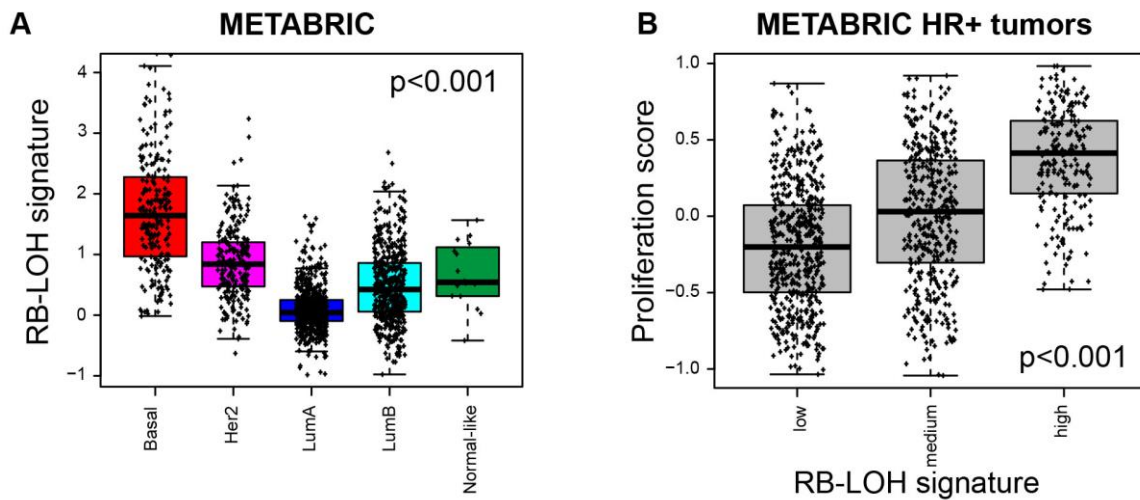 A
METABRIC
p<0.001
RB-LOH signature
4
3
2
1
0
−1
Basal
Her2
LumA
LumB
Normal-like
B
METABRIC HR+ tumors
Proliferation score
1.0
0.5
0.0
−0.5
−1.0
p<0.001
low
medium
high
RB-LOH signature